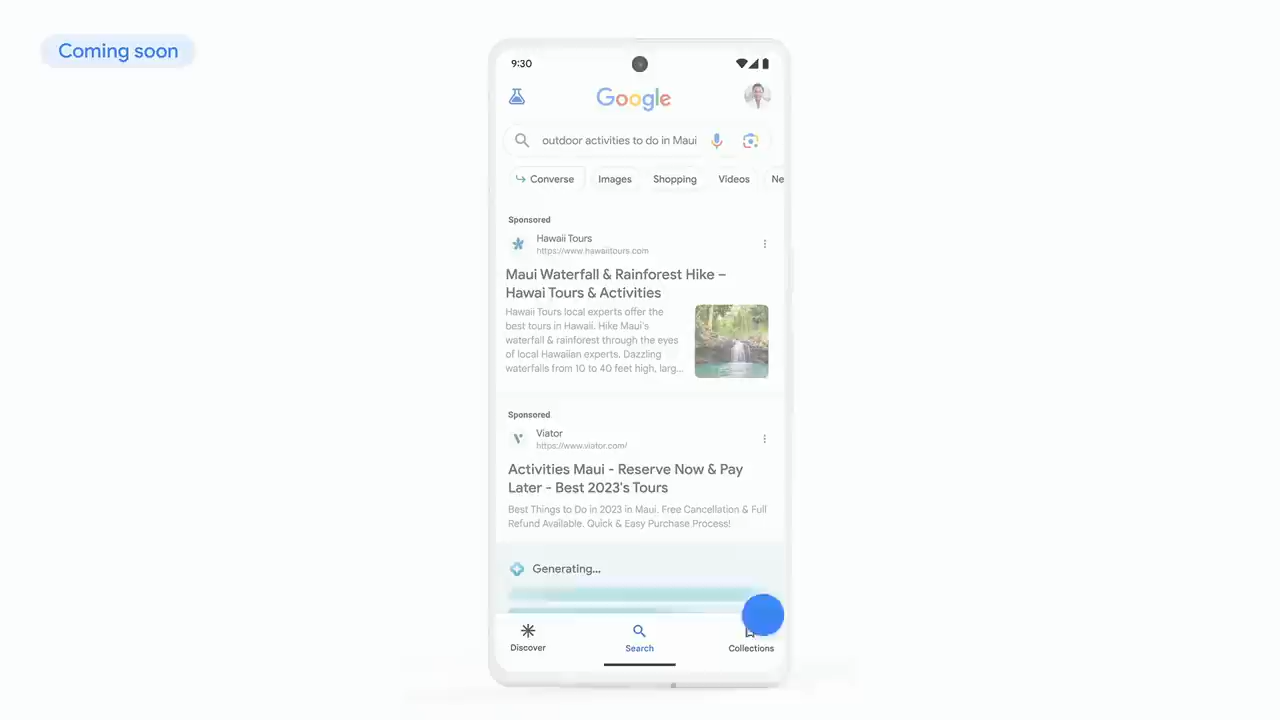 Coming soon
9:30
Google
outdoor activities to do in Maui
Converse Images Shopping Videos Ne
Sponsored
Hawaii Tours
https://www.hawaiitours.com
Maui Waterfall & Rainforest Hike –
Hawai Tours & Activities
Hawaii Tours local experts offer the
best tours in Hawaii. Hike Maui's
waterfall & rainforest through the eyes
of local Hawaiian experts. Dazzling
waterfalls from 10 to 40 feet high, larg...
Sponsored
Viator
https://www.viator.com/
Activities Maui - Reserve Now & Pay
Later - Best 2023's Tours
Best Things to Do in 2023 in Maui. Free Cancellation & Full
Refund Available. Quick & Easy Purchase Process!
Generating...
Discover Search Collections